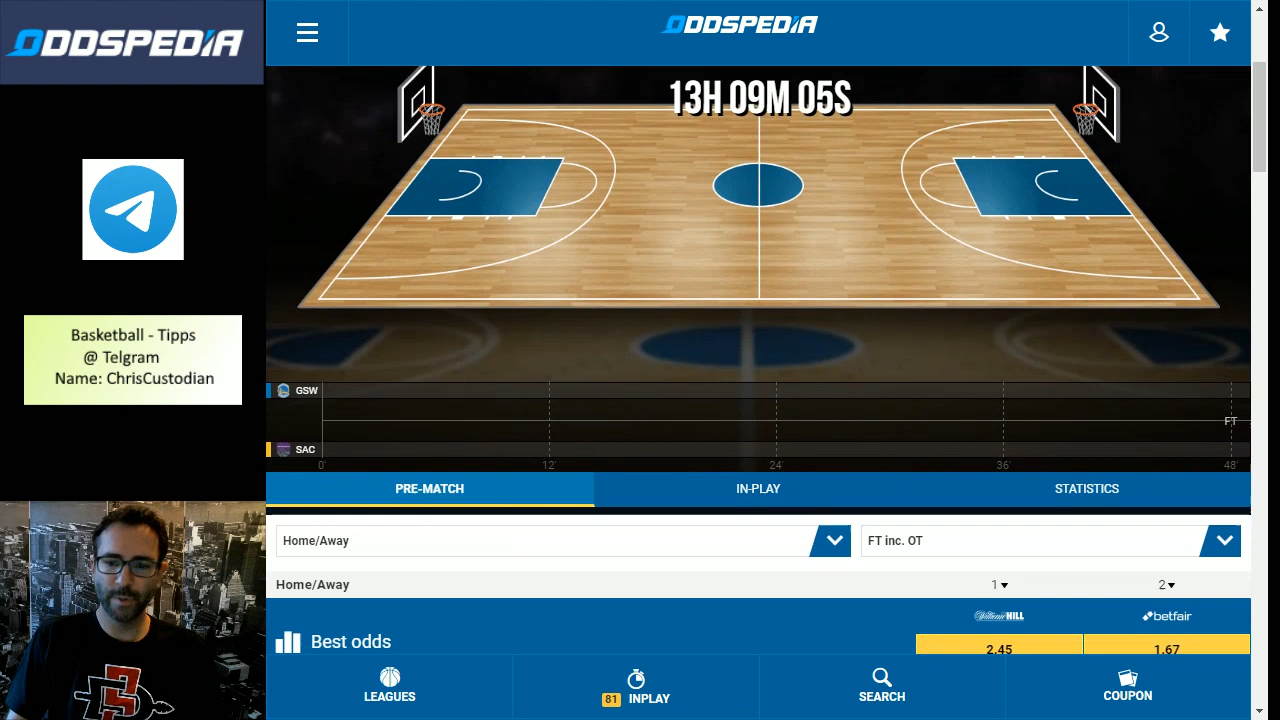 ODDSPEDIA
ODDSPEDIA
13H 09M 05S
Basketball - Tipps
@ Telgram
Name: ChrisCustodian
GSW
FT
SAC
0' 12' 24' 36' 48'
PRE-MATCH IN-PLAY STATISTICS
Home/Away FT inc. OT
Home/Away 1 2
William HILL betfair
Best odds
2.45 1.67
LEAGUES 81 INPLAY SEARCH COUPON